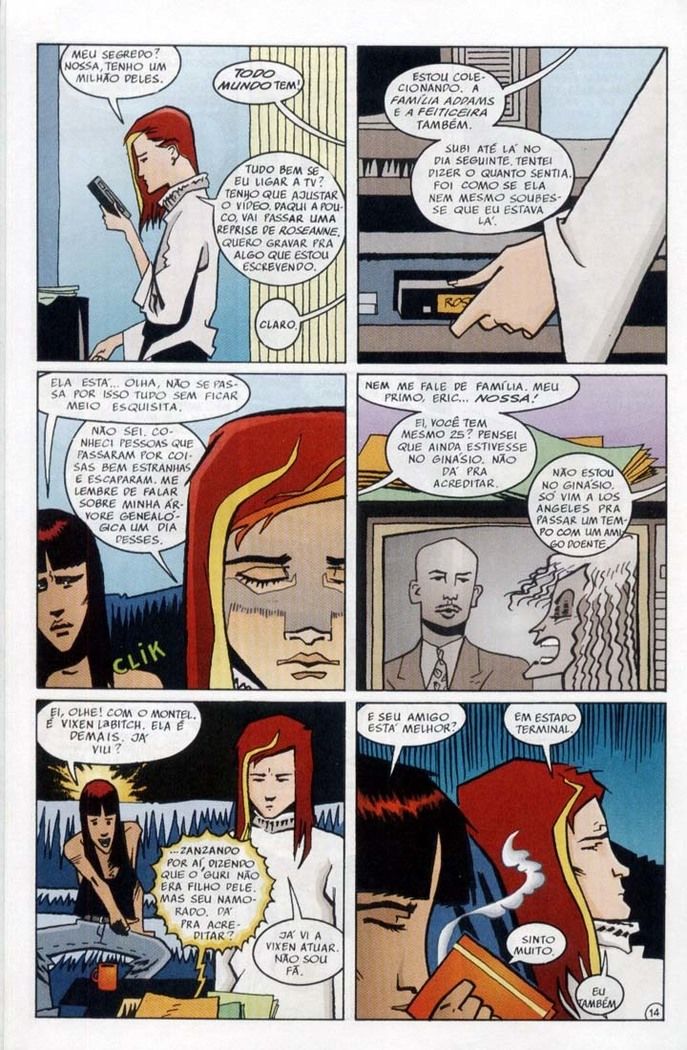 MEU SEGREDO?
NOSSA, TENHO UM
MILHÃO DELES.
TODO
MUNDO TEM!
TUDO BEM SE
EU LIGAR A TV?
TENHO QUE AJUSTAR
O VÍDEO. DAQUI A POU-
CO, VAI PASSAR UMA
REPRISE DE ROSEANNE.
QUERO GRAVAR PRA
ALGO QUE ESTOU
ESCREVENDO.
CLARO.
ESTOU COLE-
CIONANDO. A
FAMÍLIA ADDAMS
E A FEITICEIRA
TAMBÉM.
SUBI ATÉ LÁ NO
DIA SEGUINTE. TENTEI
DIZER O QUANTO SENTIA.
FOI COMO SE ELA
NEM MESMO SOUBES-
SE QUE EU ESTAVA
LÁ.
ROS
ELA ESTÁ... OLHA, NÃO SE PAS-
SA POR ISSO TUDO SEM FICAR
MEIO ESQUISITA.
NÃO SEI. CO-
NHECI PESSOAS QUE
PASSARAM POR COI-
SAS BEM ESTRANHAS
E ESCAPARAM. ME
LEMBRE DE FALAR
SOBRE MINHA ÁR-
VORE GENEALÓ-
GICA UM DIA
DESSES.
CLIK
NEM ME FALE DE FAMÍLIA. MEU
PRIMO, ERIC... NOSSA!
EI, VOCÊ TEM
MESMO 25? PENSEI
QUE AINDA ESTIVESSE
NO GINÁSIO. NÃO
DÁ PRA
ACREDITAR.
NÃO ESTOU
NO GINÁSIO.
SÓ VIM A LOS
ANGELES PRA
PASSAR UM TEM-
PO COM UM AMI-
GO DOENTE.
EI, OLHE! COM O MONTEL.
É VIXEN LABITCH. ELA É
DEMAIS. JÁ
VIU?
...ZANZANDO
POR AÍ, DIZENDO
QUE O GURI NÃO
ERA FILHO DELE.
MAS SEU NAMO-
RADO. DÁ
PRA ACRE-
DITAR?
JÁ VI A
VIXEN ATUAR.
NÃO SOU
FÃ.
E SEU AMIGO
ESTÁ MELHOR?
EM ESTADO
TERMINAL.
SINTO
MUITO.
EU
TAMBÉM.
14